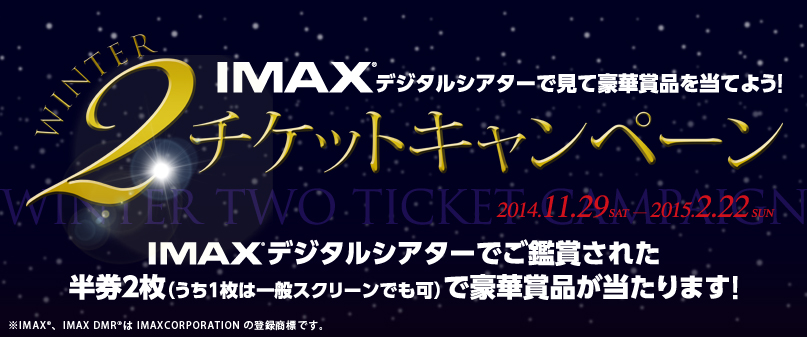 WINTER
IMAX®デジタルシアターで見て豪華賞品を当てよう!
2チケットキャンペーン
WINTER TWO TICKET CAMPAIGN
2014.11.29 SAT — 2015.2.22 SUN
IMAX®デジタルシアターでご鑑賞された
半券2枚(うち1枚は一般スクリーンでも可)で豪華賞品が当たります!
※IMAX®、IMAX DMR®は IMAXCORPORATION の登録商標です。